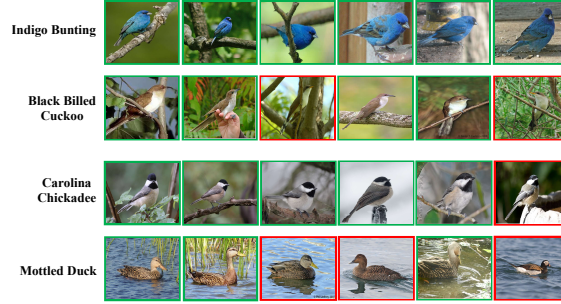 Indigo Bunting
Black Billed
Cuckoo
Carolina
Chickadee
Mottled Duck